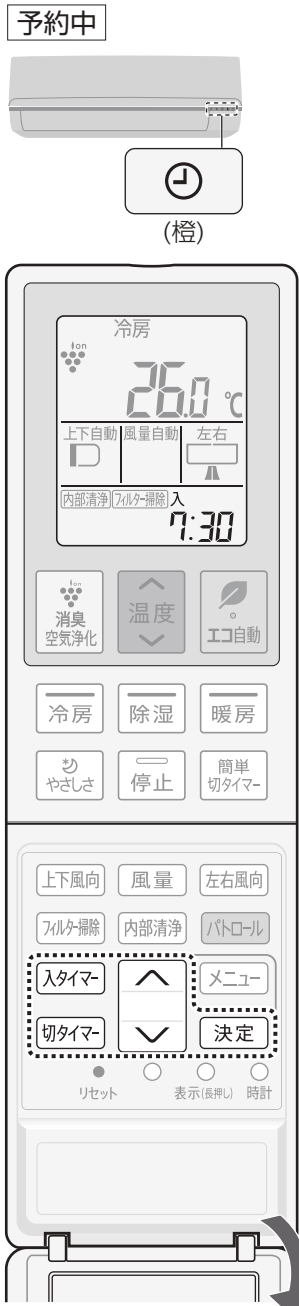 予約中
(橙)
冷房
ion
26.0 ℃
上下自動 風量自動 左右
内部清浄 フィルター掃除 入
7:30
ion
消臭
空気浄化
温度
エコ自動
冷房 除湿 暖房
やさしさ 停止 簡単
切タイマー
上下風向 風量 左右風向
フィルター掃除 内部清浄 パトロール
入タイマー メニュー
切タイマー 決定
リセット 表示(長押し) 時計